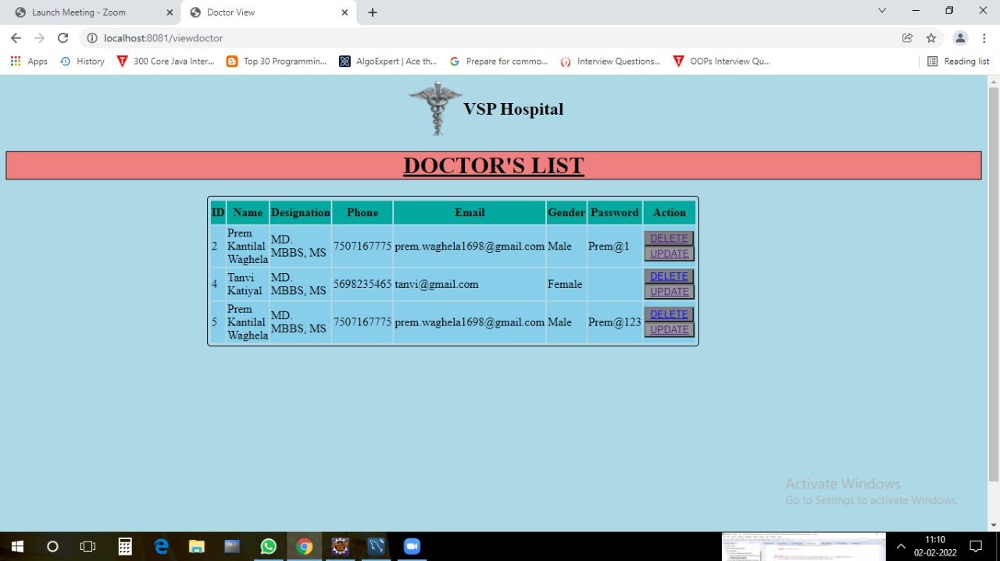 Launch Meeting - Zoom
Doctor View
localhost:8081/viewdoctor
Apps
History
300 Core Java Inter...
Top 30 Programmin...
AlgoExpert | Ace th...
Prepare for commo...
Interview Questions...
OOPs Interview Qu...
Reading list
VSP Hospital
DOCTOR'S LIST
ID Name Designation Phone Email Gender Password Action
2 Prem Kantilal Waghela MD. MBBS, MS 7507167775 prem.waghela1698@gmail.com Male Prem@1 DELETE UPDATE
4 Tanvi Katiyal MD. MBBS, MS 5698235465 tanvi@gmail.com Female DELETE UPDATE
5 Prem Kantilal Waghela MD. MBBS, MS 7507167775 prem.waghela1698@gmail.com Male Prem@123 DELETE UPDATE
Activate Windows
Go to Settings to activate Windows.
11:10
02-02-2022